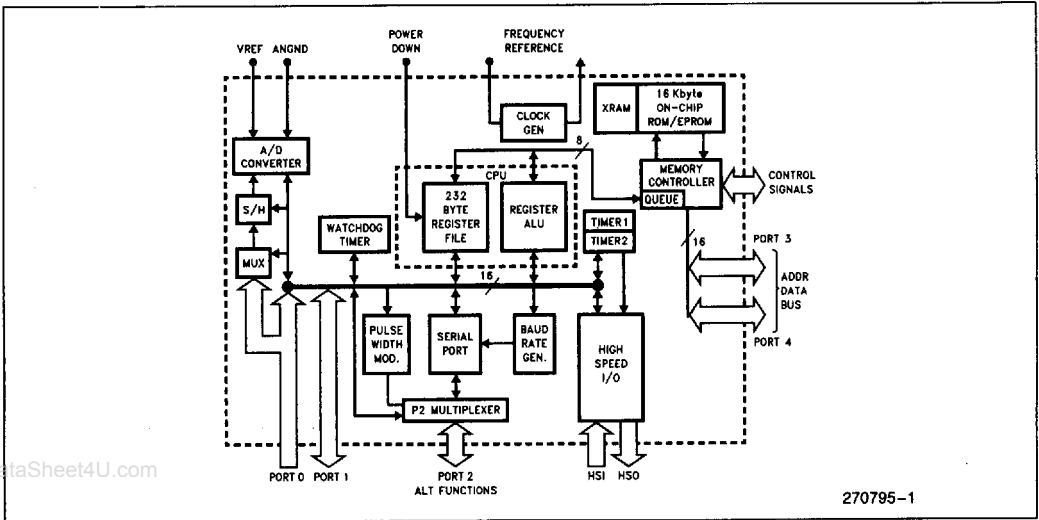 VREF ANGND
POWER
DOWN
FREQUENCY
REFERENCE
CLOCK
GEN
XRAM
16 Kbyte
ON-CHIP
ROM/EPROM
A/D
CONVERTER
8
CPU
MEMORY
CONTROLLER
QUEUE
CONTROL
SIGNALS
S/H
MUX
WATCHDOG
TIMER
232
BYTE
REGISTER
FILE
REGISTER
ALU
TIMER1
TIMER2
16
16
PORT 3
ADDR
DATA
BUS
PORT 4
PULSE
WIDTH
MOD.
SERIAL
PORT
BAUD
RATE
GEN.
HIGH
SPEED
I/O
P2 MULTIPLEXER
PORT 0 PORT 1
PORT 2
ALT FUNCTIONS
HSI HSO
ataSheet4U.com
270795-1